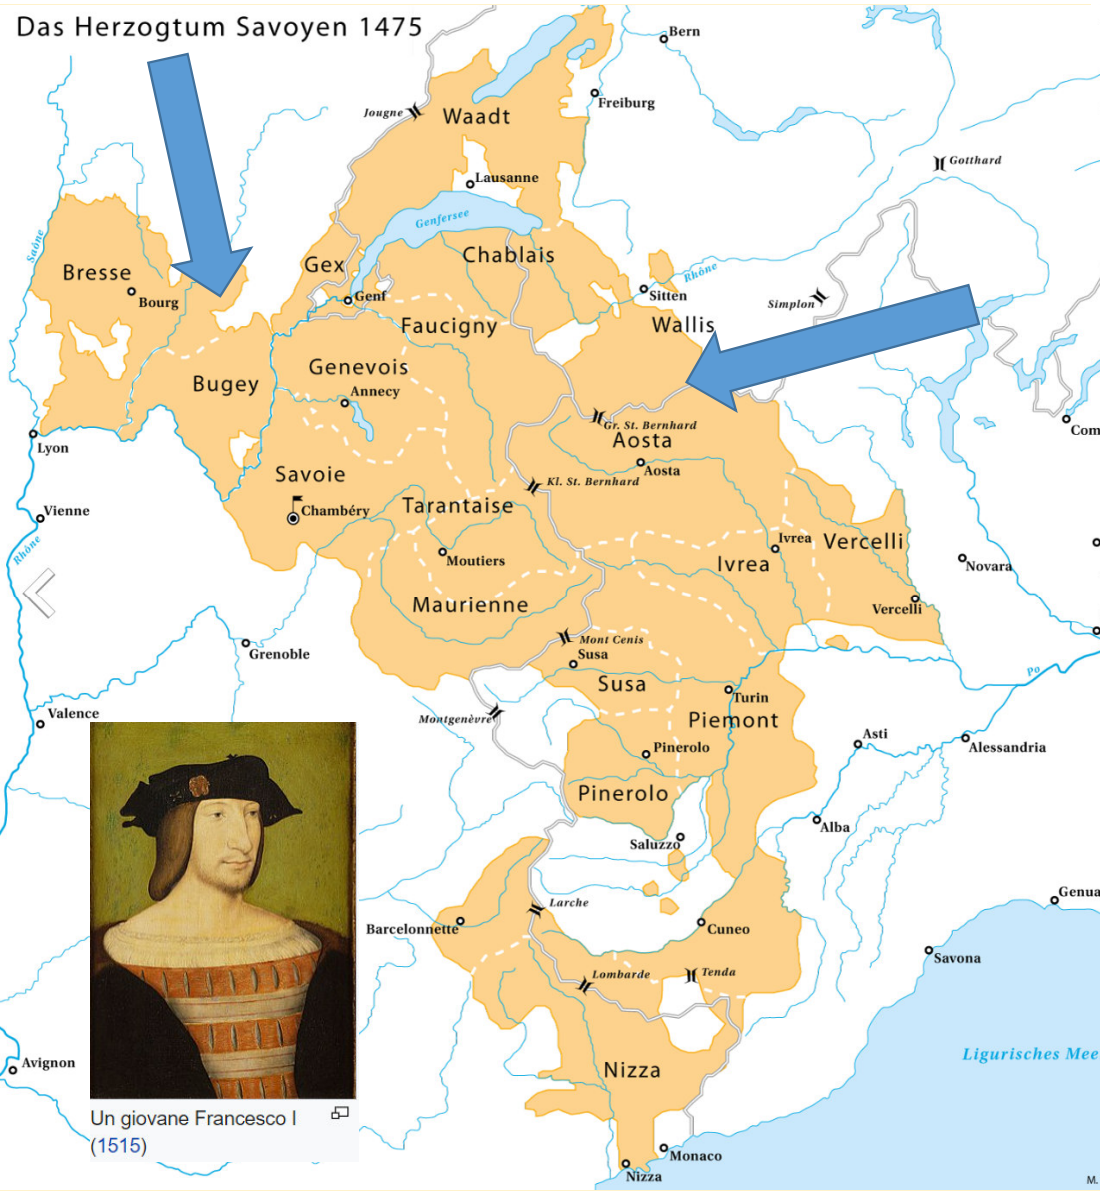 Das Herzogtum Savoyen 1475
Bern
Jougne
Waadt
Freiburg
Gotthard
Lausanne
Saône
Genfersee
Chablais
Gex
Bresse
Bourg
Rhône
Sitten
Genf
Simplon
Wallis
Faucigny
Genevois
Bugey
Annecy
Gr. St. Bernhard
Com
Aosta
Lyon
Aosta
Savoie
Kl. St. Bernhard
Tarantaise
Chambéry
Vienne
Ivrea
Vercelli
Rhône
Moutiers
Ivrea
Novara
Maurienne
Vercelli
Mont Cenis
Grenoble
Susa
Susa
Po
Turin
Valence
Montgenèvre
Piemont
Asti
Pinerolo
Alessandria
Pinerolo
Alba
Saluzzo
Genua
Larche
Barcelonnette
Cuneo
Savona
Lombarde
Tenda
Ligurisches Mee
Avignon
Nizza
Un giovane Francesco I
(1515)
Monaco
Nizza
M.